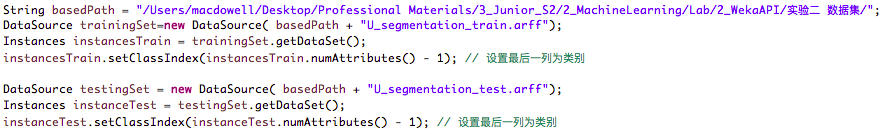 String basedPath = "/Users/macdowell/Desktop/Professional Materials/3_Junior_S2/2_MachineLearning/Lab/2_WekaAPI/实验二 数据集/";
DataSource trainingSet=new DataSource( basedPath + "U_segmentation_train.arff");
Instances instancesTrain = trainingSet.getDataSet();
instancesTrain.setClassIndex(instancesTrain.numAttributes() - 1); // 设置最后一列为类别
DataSource testingSet = new DataSource( basedPath + "U_segmentation_test.arff");
Instances instanceTest = testingSet.getDataSet();
instanceTest.setClassIndex(instanceTest.numAttributes() - 1); // 设置最后一列为类别